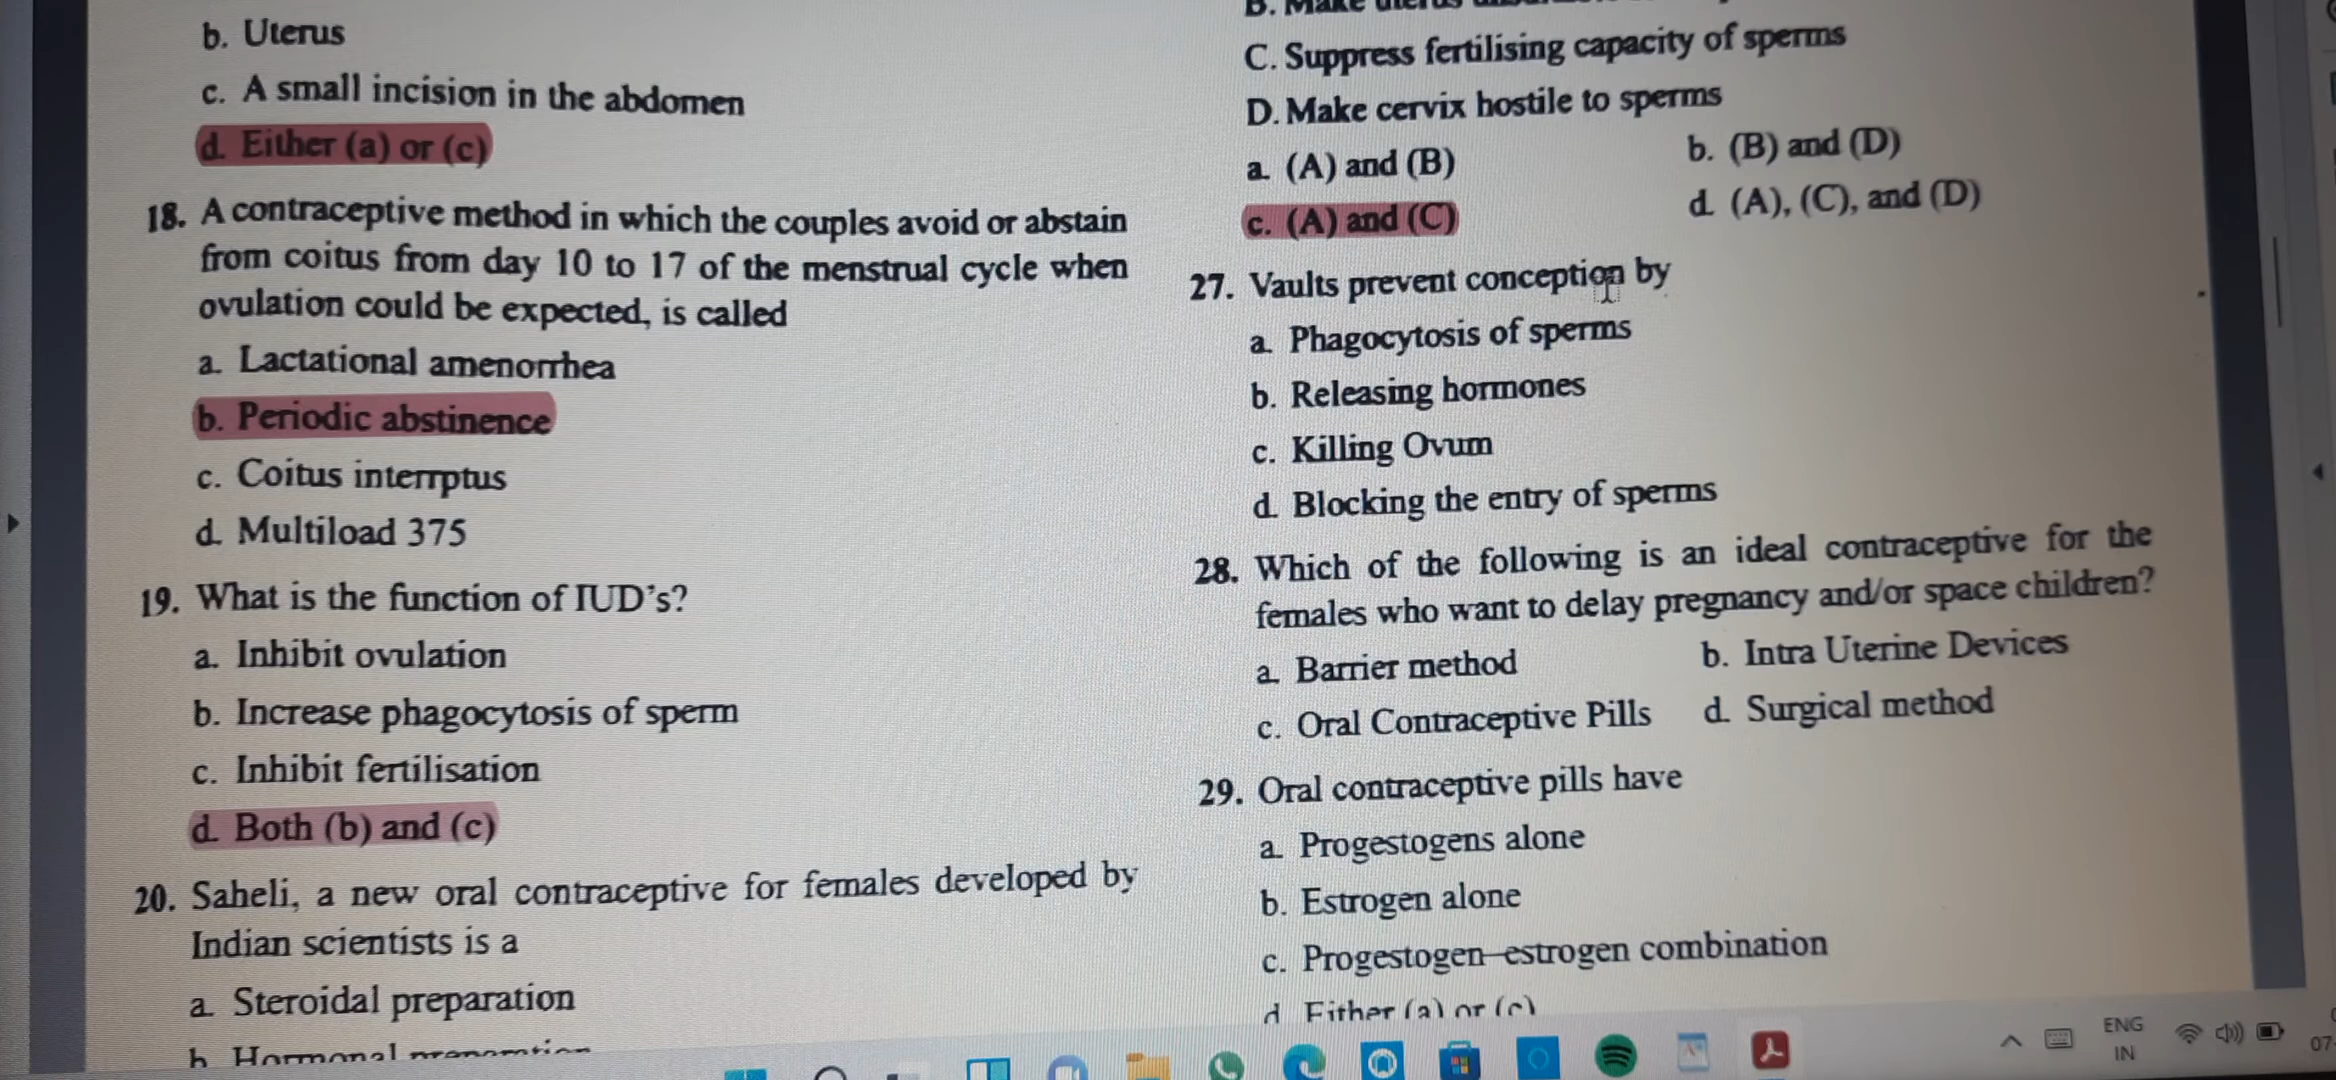 b. Uterus
c. A small incision in the abdomen
d. Either (a) or (c)
18. A contraceptive method in which the couples avoid or abstain
from coitus from day 10 to 17 of the menstrual cycle when
ovulation could be expected, is called
a. Lactational amenorrhea
b. Periodic abstinence
c. Coitus interrptus
d. Multiload 375
19. What is the function of IUD's?
a. Inhibit ovulation
b. Increase phagocytosis of sperm
c. Inhibit fertilisation
d. Both (b) and (c)
20. Saheli, a new oral contraceptive for females developed by
Indian scientists is a
a. Steroidal preparation
b. Hormonal preparation
B. Make uterus
C. Suppress fertilising capacity of sperms
D. Make cervix hostile to sperms
a. (A) and (B)
b. (B) and (D)
c. (A) and (C)
d. (A), (C), and (D)
27. Vaults prevent conception by
a. Phagocytosis of sperms
b. Releasing hormones
c. Killing Ovum
d. Blocking the entry of sperms
28. Which of the following is an ideal contraceptive for the
females who want to delay pregnancy and/or space children?
a. Barrier method
b. Intra Uterine Devices
c. Oral Contraceptive Pills
d. Surgical method
29. Oral contraceptive pills have
a. Progestogens alone
b. Estrogen alone
c. Progestogen–estrogen combination
d. Either (a) or (c)
ENG
IN
07-